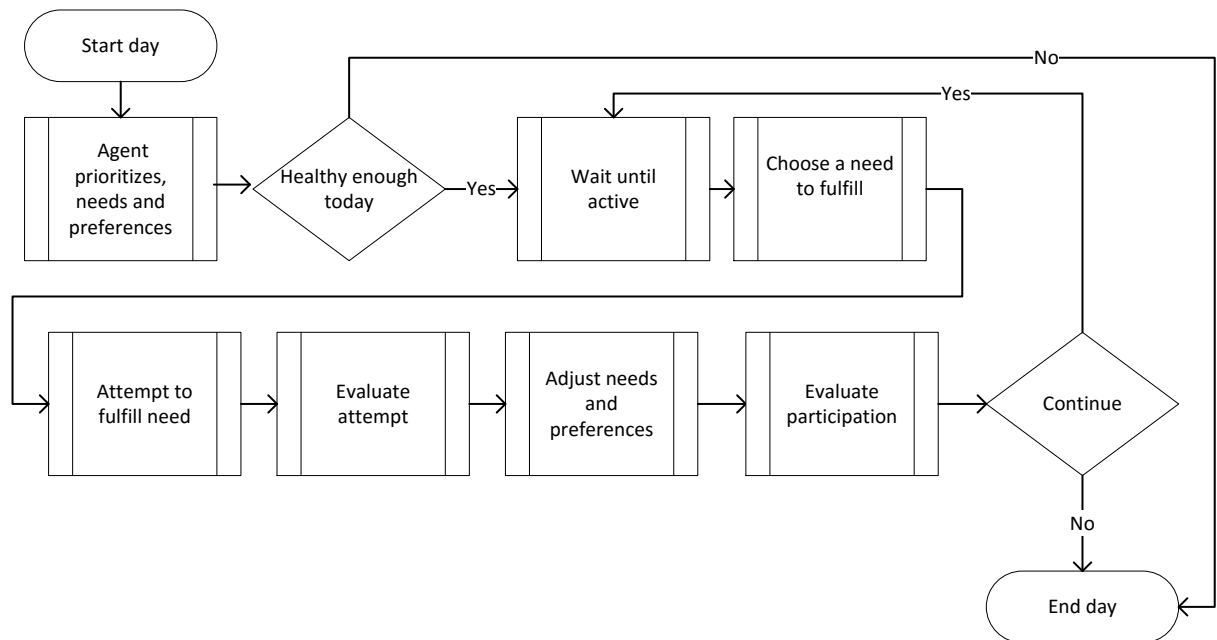 Start day
No
Yes
Agent
prioritizes,
needs and
preferences
Healthy enough
today
Yes
Wait until
active
Choose a need
to fulfill
Attempt to
fulfill need
Evaluate
attempt
Adjust needs
and
preferences
Evaluate
participation
Continue
No
End day